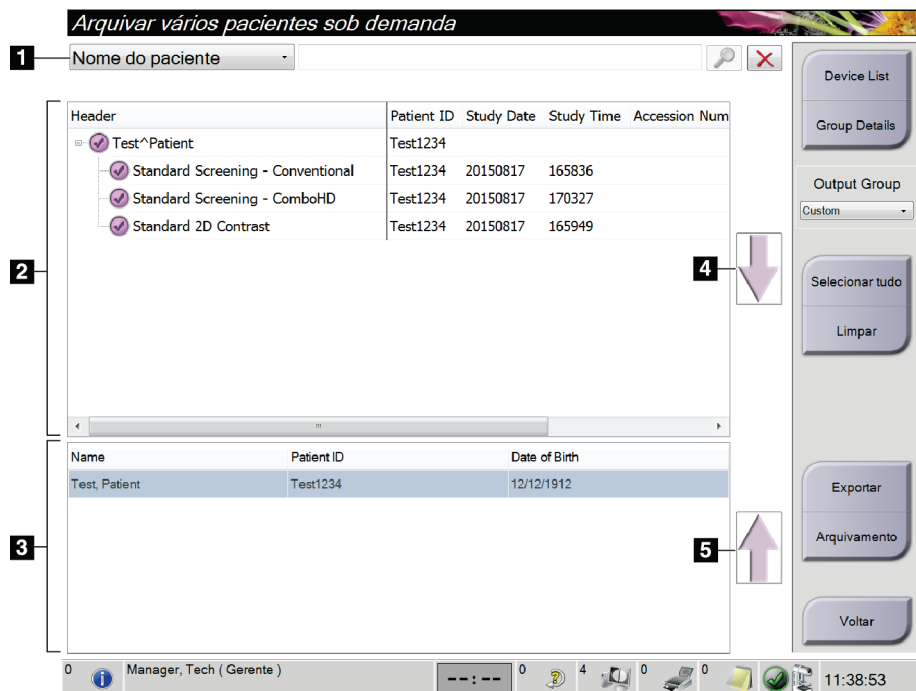 Arquivar vários pacientes sob demanda
1 Nome do paciente
Device List
Group Details
Output Group
Custom
Selecionar tudo
Limpar
Exportar
Arquivamento
Voltar
2
Header Patient ID Study Date Study Time Accession Num
Test^Patient Test1234
Standard Screening - Conventional Test1234 20150817 165836
Standard Screening - ComboHD Test1234 20150817 170327
Standard 2D Contrast Test1234 20150817 165949
4
3
Name Patient ID Date of Birth
Test, Patient Test1234 12/12/1912
5
0 Manager, Tech ( Gerente ) --:-- 0 4 0 0 11:38:53